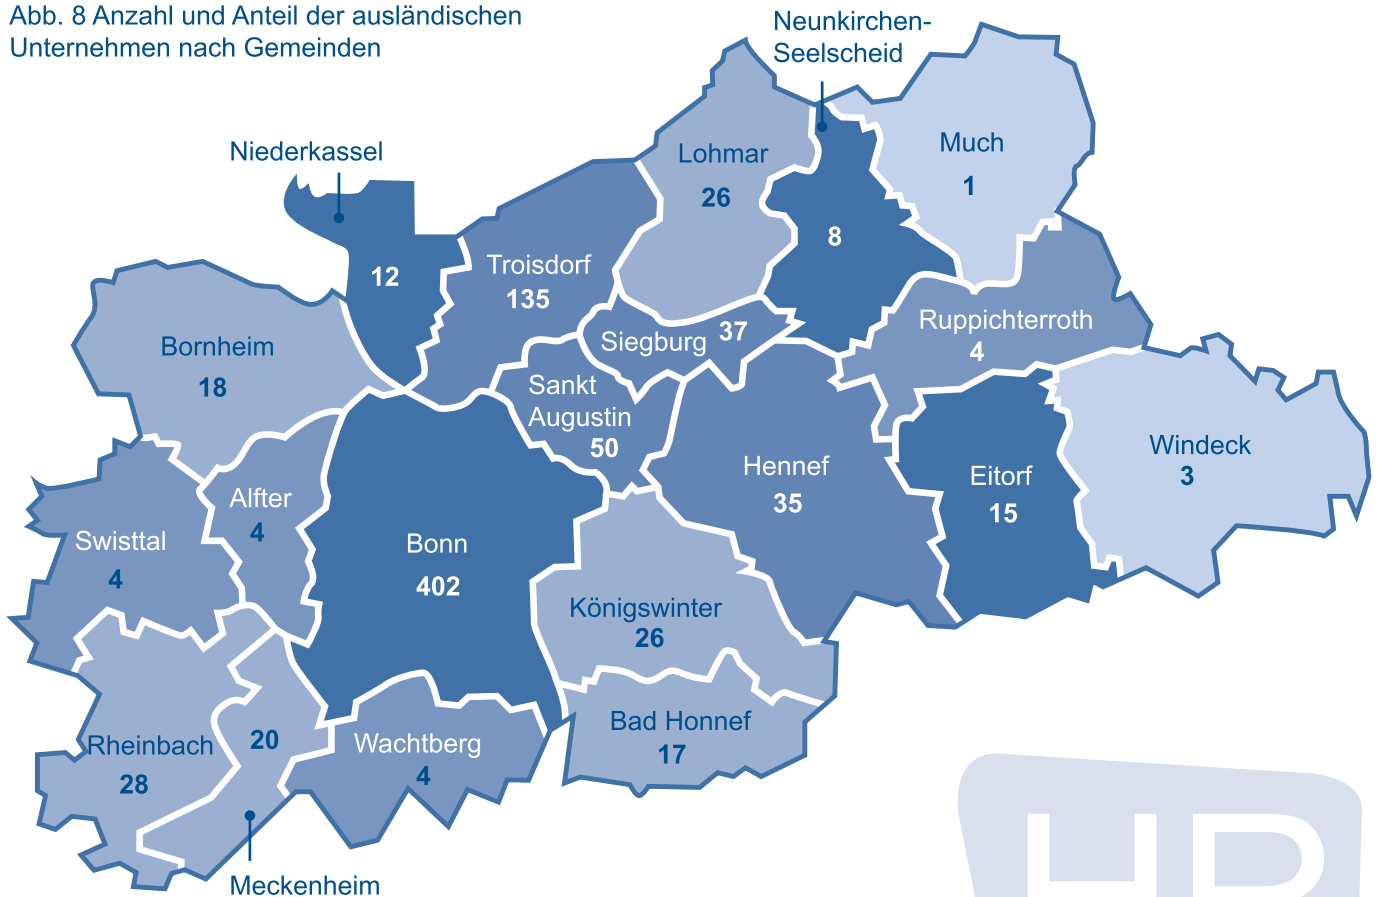 Abb. 8 Anzahl und Anteil der ausländischen
Unternehmen nach Gemeinden
Neunkirchen-
Seelscheid
8
Much
1
Lohmar
26
Niederkassel
12
Troisdorf
135
Siegburg 37
Ruppichterroth
4
Bornheim
18
Sankt
Augustin
50
Hennef
35
Eitorf
15
Windeck
3
Alfter
4
Swisttal
4
Bonn
402
Königswinter
26
Bad Honnef
17
Wachtberg
4
Rheinbach
28
20
Meckenheim